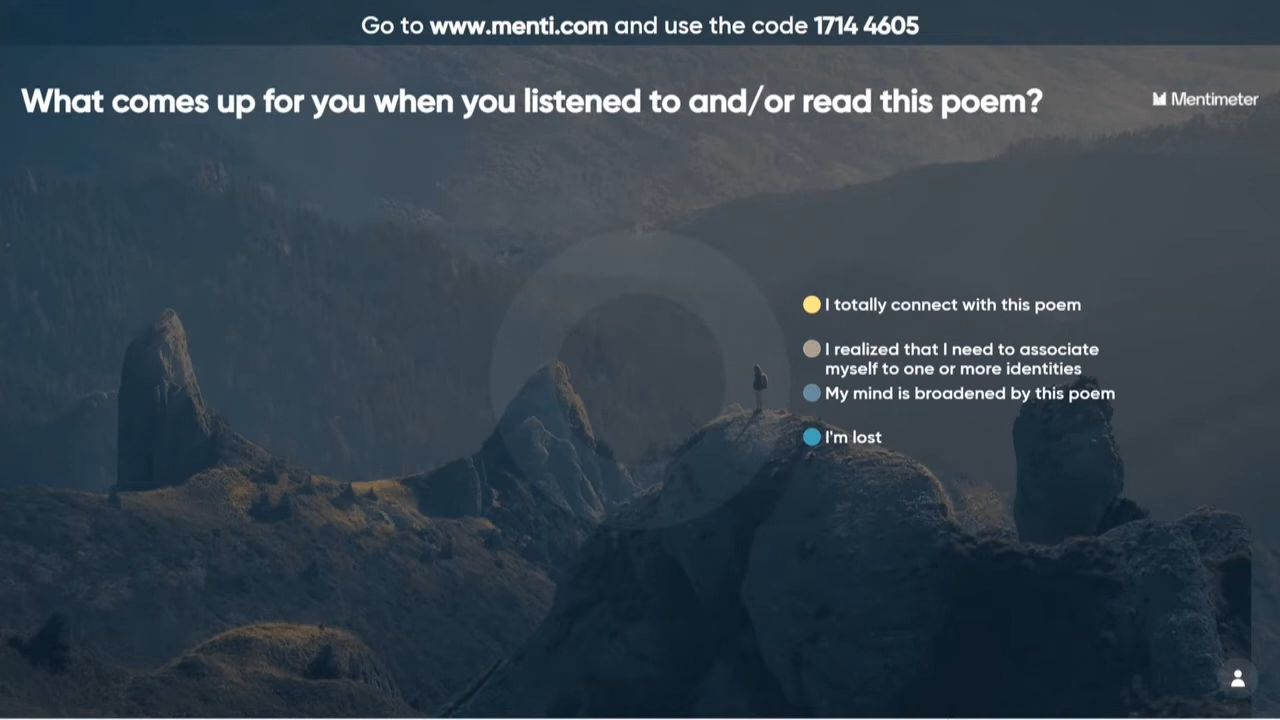 Go to www.menti.com and use the code 1714 4605
What comes up for you when you listened to and/or read this poem?
Mentimeter
I totally connect with this poem
I realized that I need to associate
myself to one or more identities
My mind is broadened by this poem
I'm lost